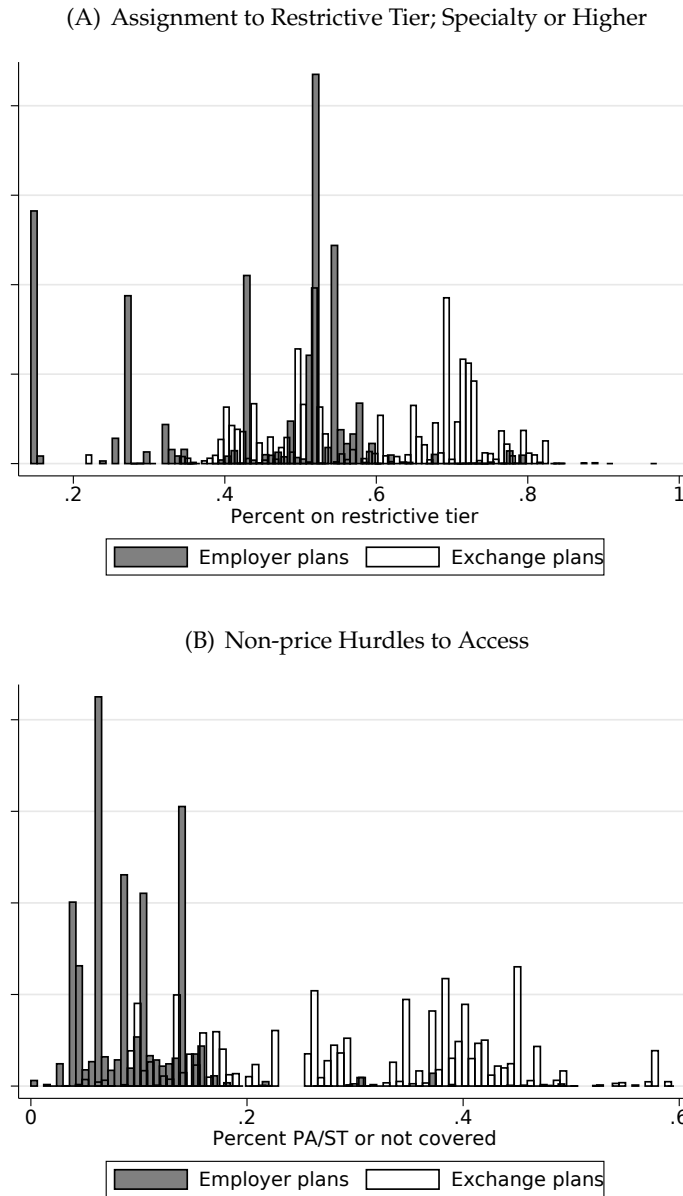 (A) Assignment to Restrictive Tier; Specialty or Higher
.2 .4 .6 .8 1
Percent on restrictive tier
Employer plans Exchange plans
(B) Non-price Hurdles to Access
0 .2 .4 .6
Percent PA/ST or not covered
Employer plans Exchange plans